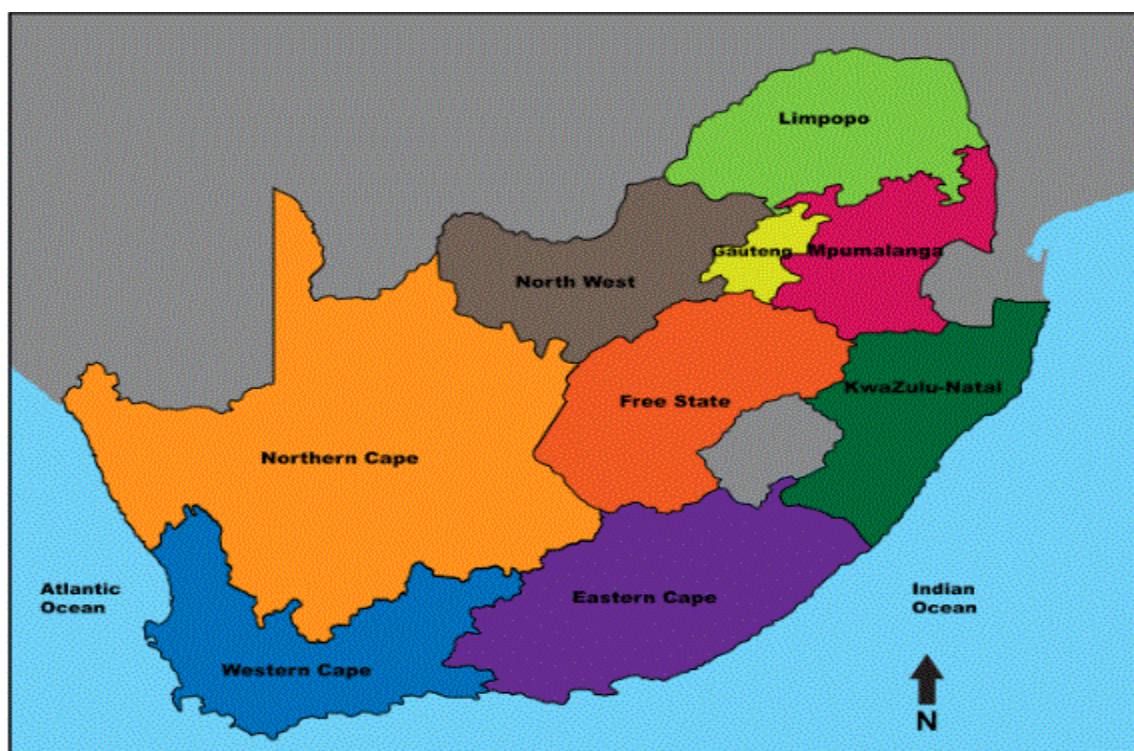 Limpopo
Gauteng
Mpumalanga
North West
KwaZulu-Natal
Free State
Northern Cape
Atlantic
Ocean
Eastern Cape
Indian
Ocean
Western Cape
N